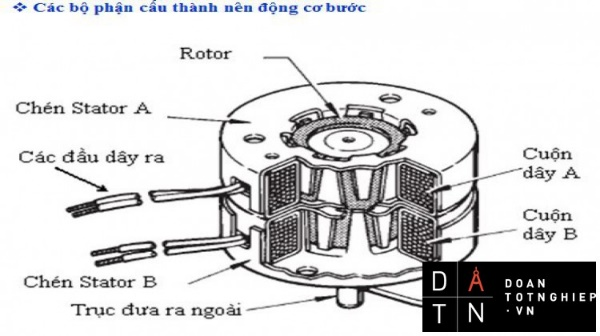 ❖ Các bộ phận cấu thành nên động cơ bước
Rotor
Chén Stator A
Các đầu dây ra
Cuộn
dây A
Cuộn
dây B
Chén Stator B
Trục đưa ra ngoài
DATN
DOAN
TOTNGHIEP
.VN